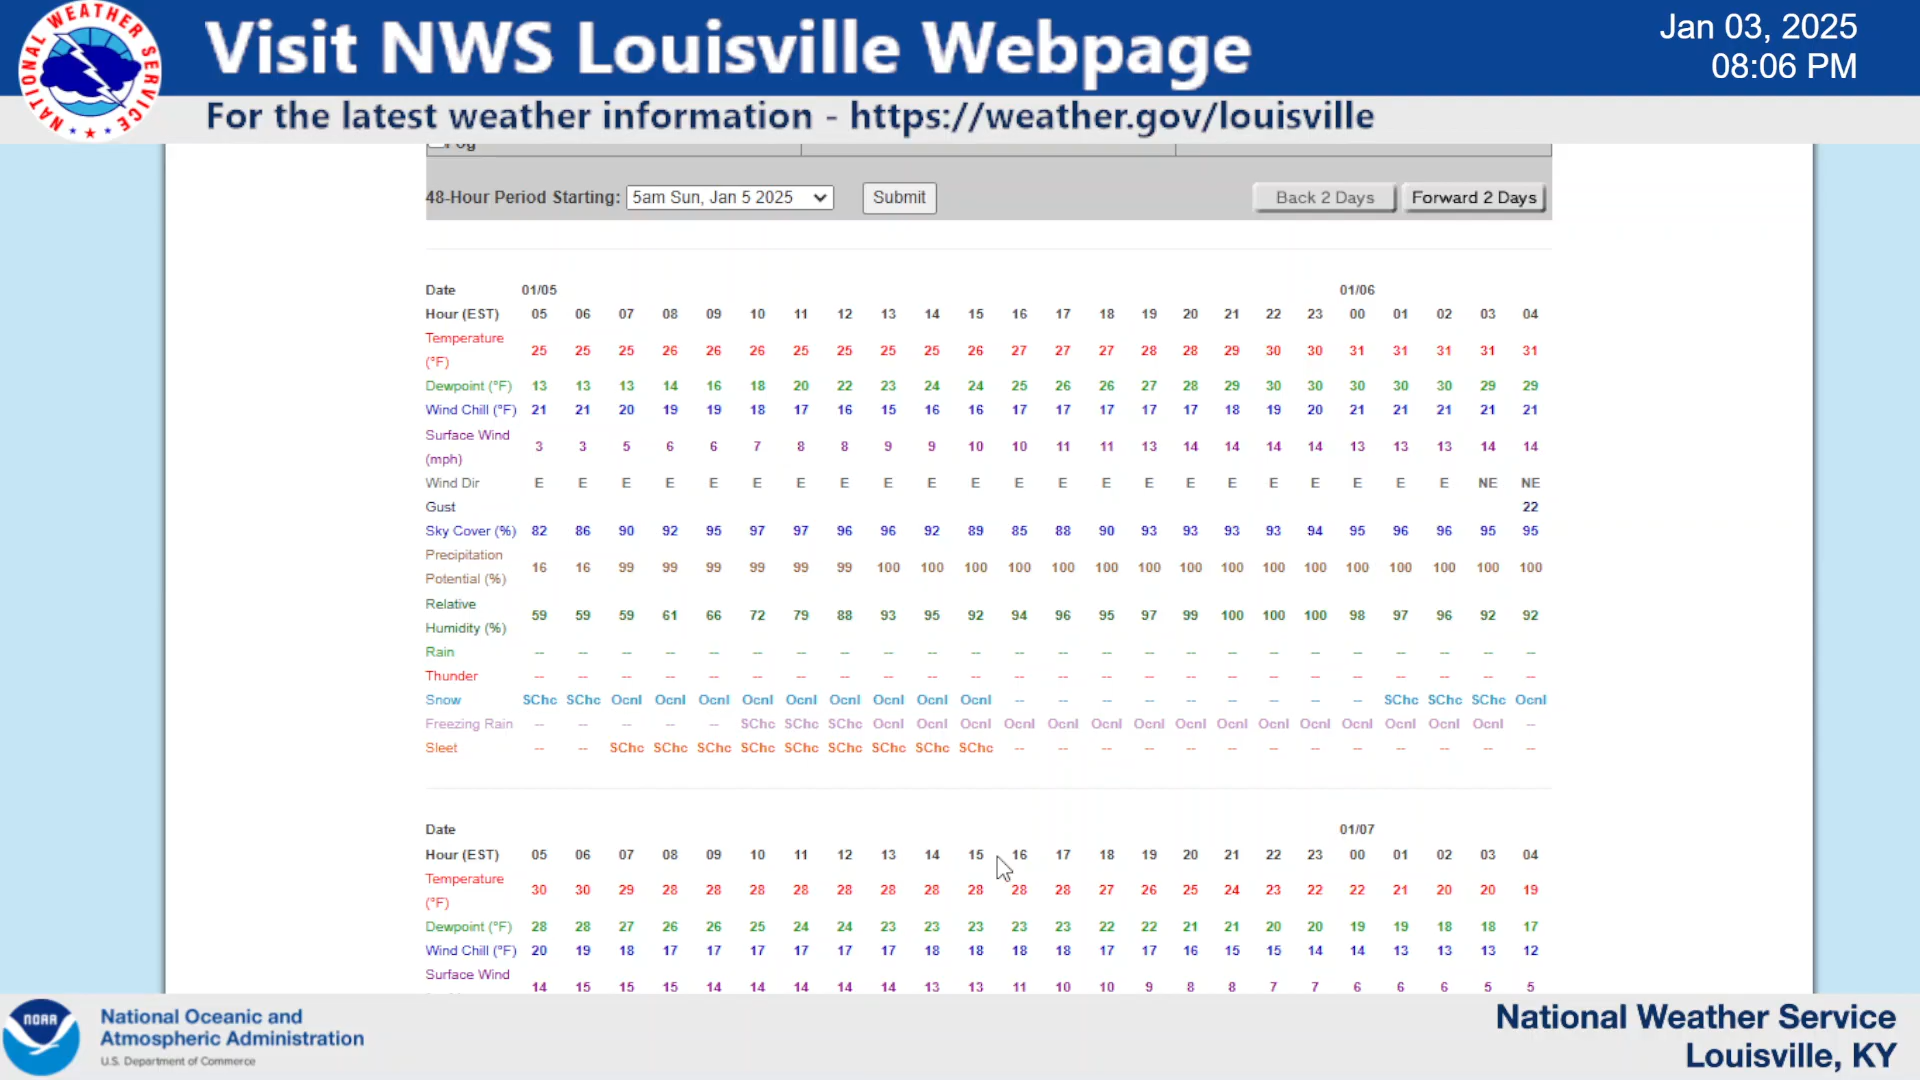 Visit NWS Louisville Webpage
Jan 03, 2025
08:06 PM
NATIONAL WEATHER SERVICE
For the latest weather information - https://weather.gov/louisville
Fog
48-Hour Period Starting: 5am Sun, Jan 5 2025 Submit Back 2 Days Forward 2 Days
Date 01/05 01/06
Hour (EST) 05 06 07 08 09 10 11 12 13 14 15 16 17 18 19 20 21 22 23 00 01 02 03 04
Temperature
(°F) 25 25 25 26 26 26 25 25 25 25 26 27 27 27 28 28 29 30 30 31 31 31 31 31
Dewpoint (°F) 13 13 13 14 16 18 20 22 23 24 24 25 26 26 27 28 29 30 30 30 30 30 29 29
Wind Chill (°F) 21 21 20 19 19 18 17 16 15 16 16 17 17 17 17 17 18 19 20 21 21 21 21 21
Surface Wind
(mph) 3 3 5 6 6 7 8 8 9 9 10 10 11 11 13 14 14 14 14 13 13 13 14 14
Wind Dir E E E E E E E E E E E E E E E E E E E E E E NE NE
Gust 22
Sky Cover (%) 82 86 90 92 95 97 97 96 96 92 89 85 88 90 93 93 93 93 94 95 96 96 95 95
Precipitation
Potential (%) 16 16 99 99 99 99 99 99 100 100 100 100 100 100 100 100 100 100 100 100 100 100 100 100
Relative
Humidity (%) 59 59 59 61 66 72 79 88 93 95 92 94 96 95 97 99 100 100 100 98 97 96 92 92
Rain -- -- -- -- -- -- -- -- -- -- -- -- -- -- -- -- -- -- -- -- -- -- -- --
Thunder -- -- -- -- -- -- -- -- -- -- -- -- -- -- -- -- -- -- -- -- -- -- -- --
Snow SChc SChc Ocnl Ocnl Ocnl Ocnl Ocnl Ocnl Ocnl Ocnl Ocnl -- -- -- -- -- -- -- -- -- SChc SChc SChc Ocnl
Freezing Rain -- -- -- -- -- SChc SChc SChc Ocnl Ocnl Ocnl Ocnl Ocnl Ocnl Ocnl Ocnl Ocnl Ocnl Ocnl Ocnl Ocnl Ocnl Ocnl --
Sleet -- -- SChc SChc SChc SChc SChc SChc SChc SChc SChc -- -- -- -- -- -- -- -- -- -- -- -- --
Date 01/07
Hour (EST) 05 06 07 08 09 10 11 12 13 14 15 16 17 18 19 20 21 22 23 00 01 02 03 04
Temperature
(°F) 30 30 29 28 28 28 28 28 28 28 28 28 28 27 26 25 24 23 22 22 21 20 20 19
Dewpoint (°F) 28 28 27 26 26 25 24 24 23 23 23 23 23 22 22 21 21 20 20 19 19 18 18 17
Wind Chill (°F) 20 19 18 17 17 17 17 17 17 18 18 18 18 17 17 16 15 15 14 14 13 13 13 12
Surface Wind
14 15 15 15 14 14 14 14 14 13 13 11 10 10 9 8 8 7 7 6 6 6 5 5
NOAA
National Oceanic and
Atmospheric Administration
U.S. Department of Commerce
National Weather Service
Louisville, KY